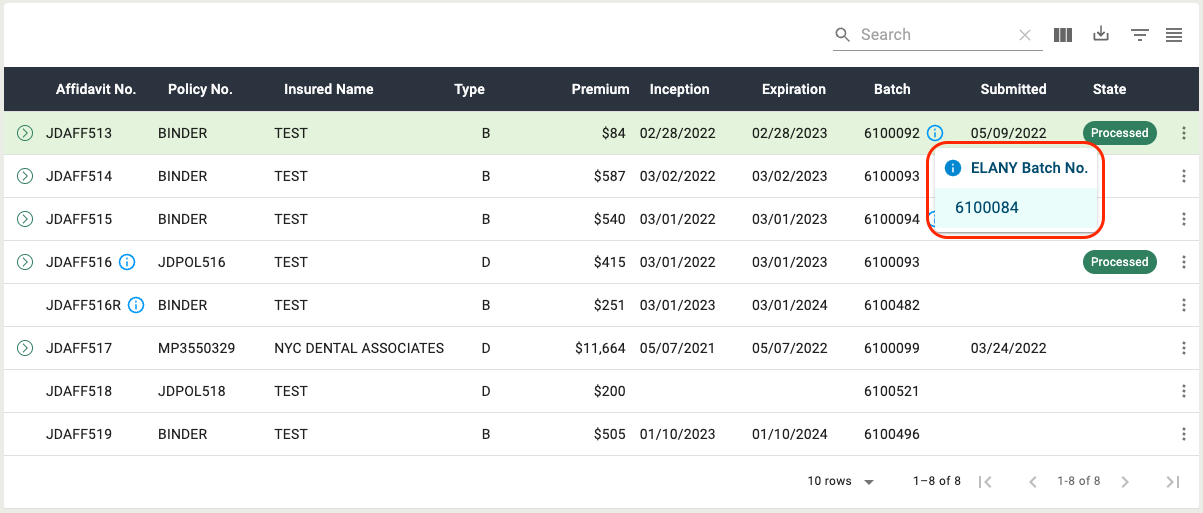 Search
Affidavit No. Policy No. Insured Name Type Premium Inception Expiration Batch Submitted State
JDAFF513 BINDER TEST B $84 02/28/2022 02/28/2023 6100092 05/09/2022 Processed
ELANY Batch No.
6100084
JDAFF514 BINDER TEST B $587 03/02/2022 03/02/2023 6100093
JDAFF515 BINDER TEST B $540 03/01/2022 03/01/2023 6100094
JDAFF516 JDPOL516 TEST D $415 03/01/2022 03/01/2022 6100093 Processed
JDAFF516R BINDER TEST B $251 03/01/2023 03/01/2024 6100482
JDAFF517 MP3550329 NYC DENTAL ASSOCIATES D $11,664 05/07/2021 05/07/2022 6100099 03/24/2022
JDAFF518 JDPOL518 TEST D $200 6100521
JDAFF519 BINDER TEST B $505 01/10/2023 01/10/2024 6100496
10 rows 1–8 of 8 1-8 of 8